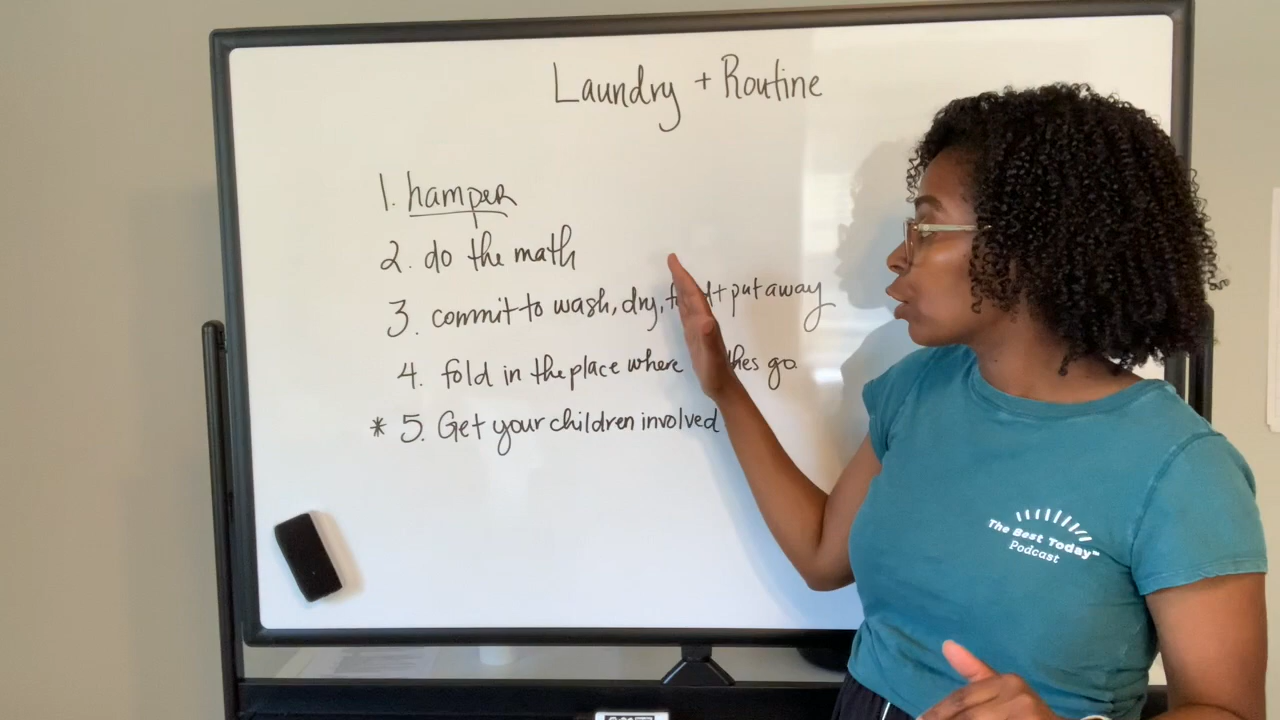 Laundry + Routine
1. hamper
2. do the math
3. commit to wash, dry, + put away
4. fold in the place where go
* 5. Get your children involved
The Best Today™
Podcast